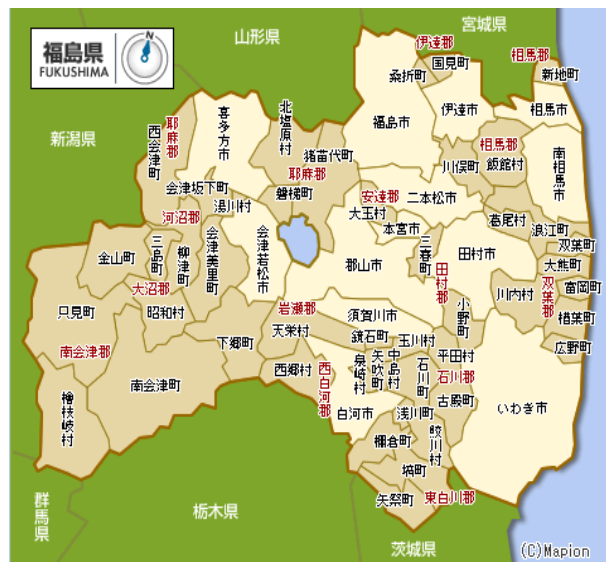 福島県
FUKUSHIMA
山形県
宮城県
新潟県
群馬県
栃木県
茨城県
伊達郡
国見町
桑折町
相馬郡
新地町
福島市
伊達市
相馬市
喜多方市
北塩原村
耶麻郡
西会津町
猪苗代町
耶麻郡
磐梯町
川俣町
相馬郡
飯館村
南相馬市
会津坂下町
湯川村
河沼郡
安達郡
二本松市
大玉村
本宮市
葛尾村
浪江町
双葉町
金山町
三島町
柳津町
会津美里町
会津若松市
郡山市
三春町
田村市
田村郡
大熊町
富岡町
川内村
双葉郡
楢葉町
広野町
大沼郡
只見町
昭和村
岩瀬郡
須賀川市
天栄村
鏡石町
小野町
玉川村
平田村
南会津郡
南会津町
下郷町
西郷村
西白河郡
泉崎村
矢吹町
中島村
石川町
石川郡
古殿町
檜枝岐村
白河市
浅川町
鮫川村
いわき市
棚倉町
塙町
矢祭町
東白川郡
(C)Mapion